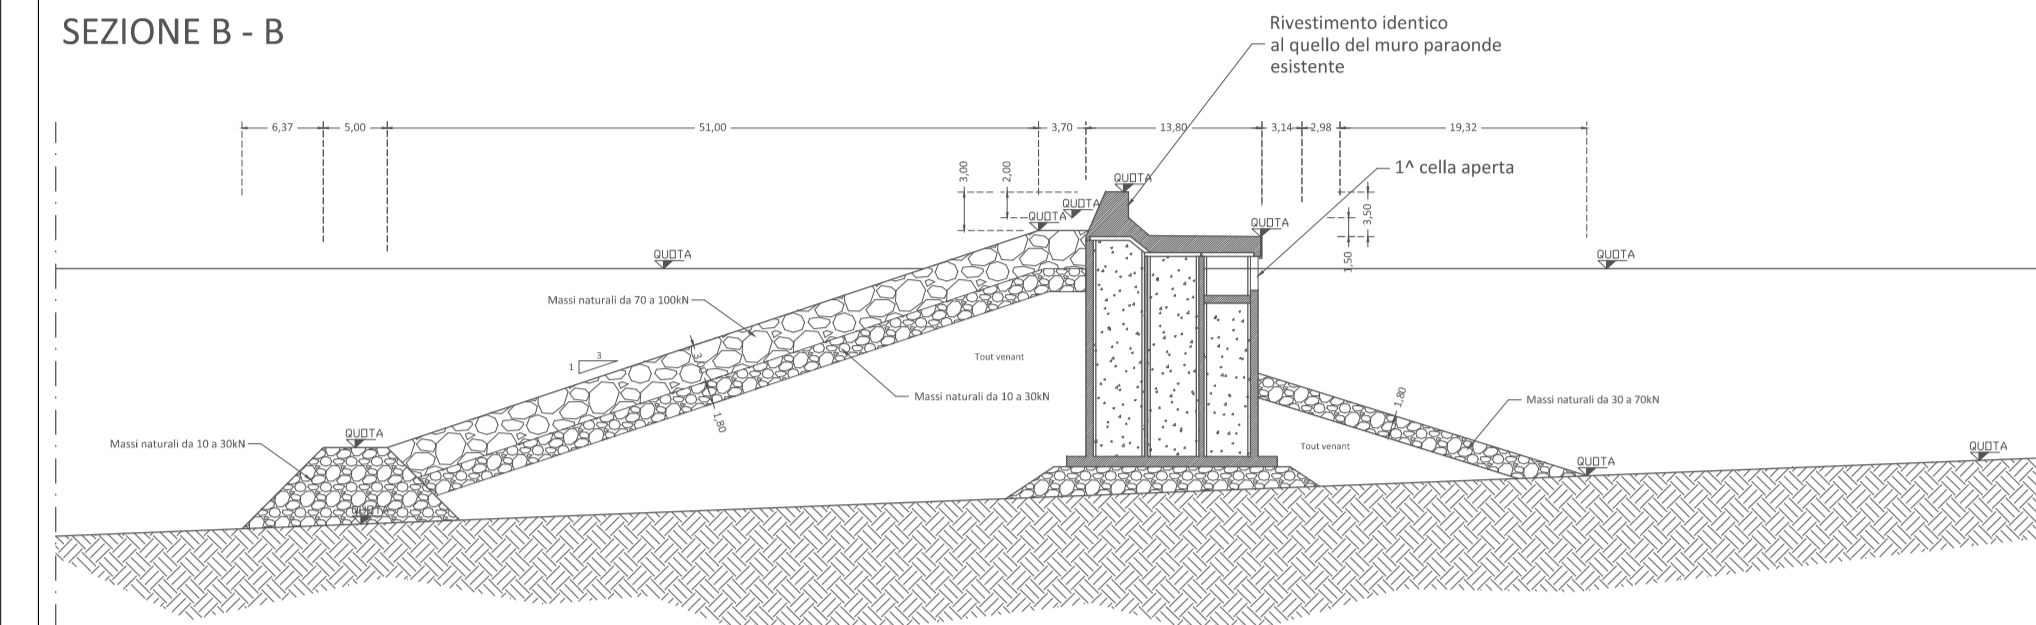 SEZIONE B - B
Rivestimento identico
al quello del muro paraonde
esistente
6,37
5,00
51,00
3,70
13,80
3,14
2,98
19,32
1^ cella aperta
3,00
2,00
QUOTA
QUOTA
QUOTA
QUOTA
3,50
1,50
QUOTA
QUOTA
Massi naturali da 70 a 100kN
3
1
3
Tout venant
Massi naturali da 10 a 30kN
1,80
1,80
Massi naturali da 30 a 70kN
QUOTA
Massi naturali da 10 a 30kN
Tout venant
QUOTA
QUOTA
QUOTA